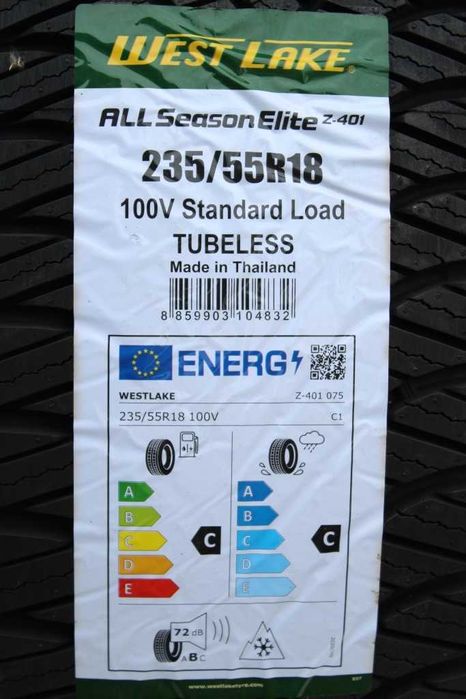 WEST LAKE
ALL Season Elite Z-401
235/55R18
100V Standard Load
TUBELESS
Made in Thailand
8 859903 104832
ENERG
WESTLAKE Z-401 075
235/55R18 100V C1
A A
B B
C C C C
D D
E E
72 dB
A B C
www.westlaketyre.com